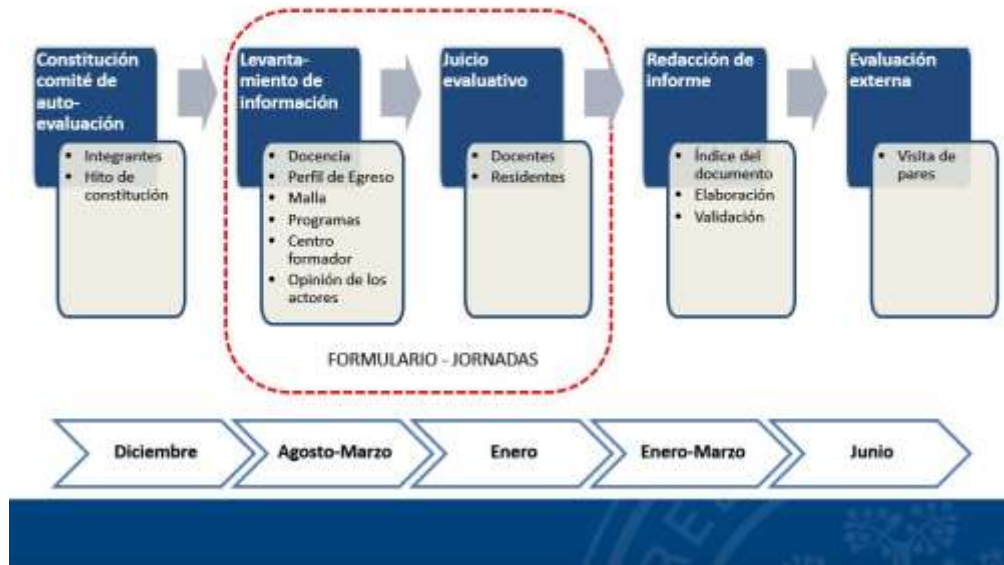 Constitución
comité de
auto-
evaluación
• Integrantes
• Hito de
constitución
Levanta-
miento de
información
• Docencia
• Perfil de Egreso
• Malla
• Programas
• Centro
formador
• Opinión de los
actores
Juicio
evaluativo
• Docentes
• Residentes
Redacción de
informe
• Índice del
documento
• Elaboración
• Validación
Evaluación
externa
• Visita de
pares
FORMULARIO - JORNADAS
Diciembre
Agosto-Marzo
Enero
Enero-Marzo
Junio